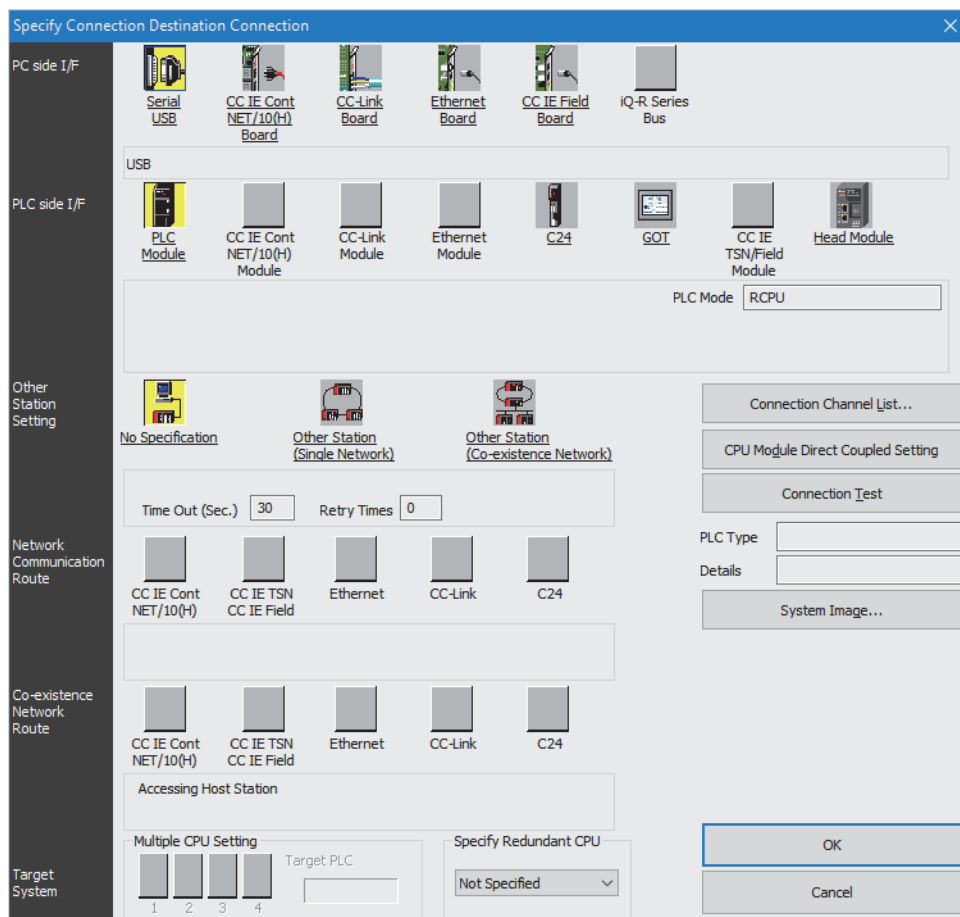 Specify Connection Destination Connection
PC side I/F
Serial
USB
CC IE Cont
NET/10(H)
Board
CC-Link
Board
Ethernet
Board
CC IE Field
Board
iQ-R Series
Bus
USB
PLC side I/F
PLC
Module
CC IE Cont
NET/10(H)
Module
CC-Link
Module
Ethernet
Module
C24
GOT
CC IE
TSN/Field
Module
Head Module
PLC Mode
RCPU
Other
Station
Setting
No Specification
Other Station
(Single Network)
Other Station
(Co-existence Network)
Connection Channel List...
CPU Module Direct Coupled Setting
Connection Test
Time Out (Sec.)
30
Retry Times
0
PLC Type
Details
System Image...
Network
Communication
Route
CC IE Cont
NET/10(H)
CC IE TSN
CC IE Field
Ethernet
CC-Link
C24
Co-existence
Network
Route
CC IE Cont
NET/10(H)
CC IE TSN
CC IE Field
Ethernet
CC-Link
C24
Accessing Host Station
Target
System
Multiple CPU Setting
1
2
3
4
Target PLC
Specify Redundant CPU
Not Specified
OK
Cancel